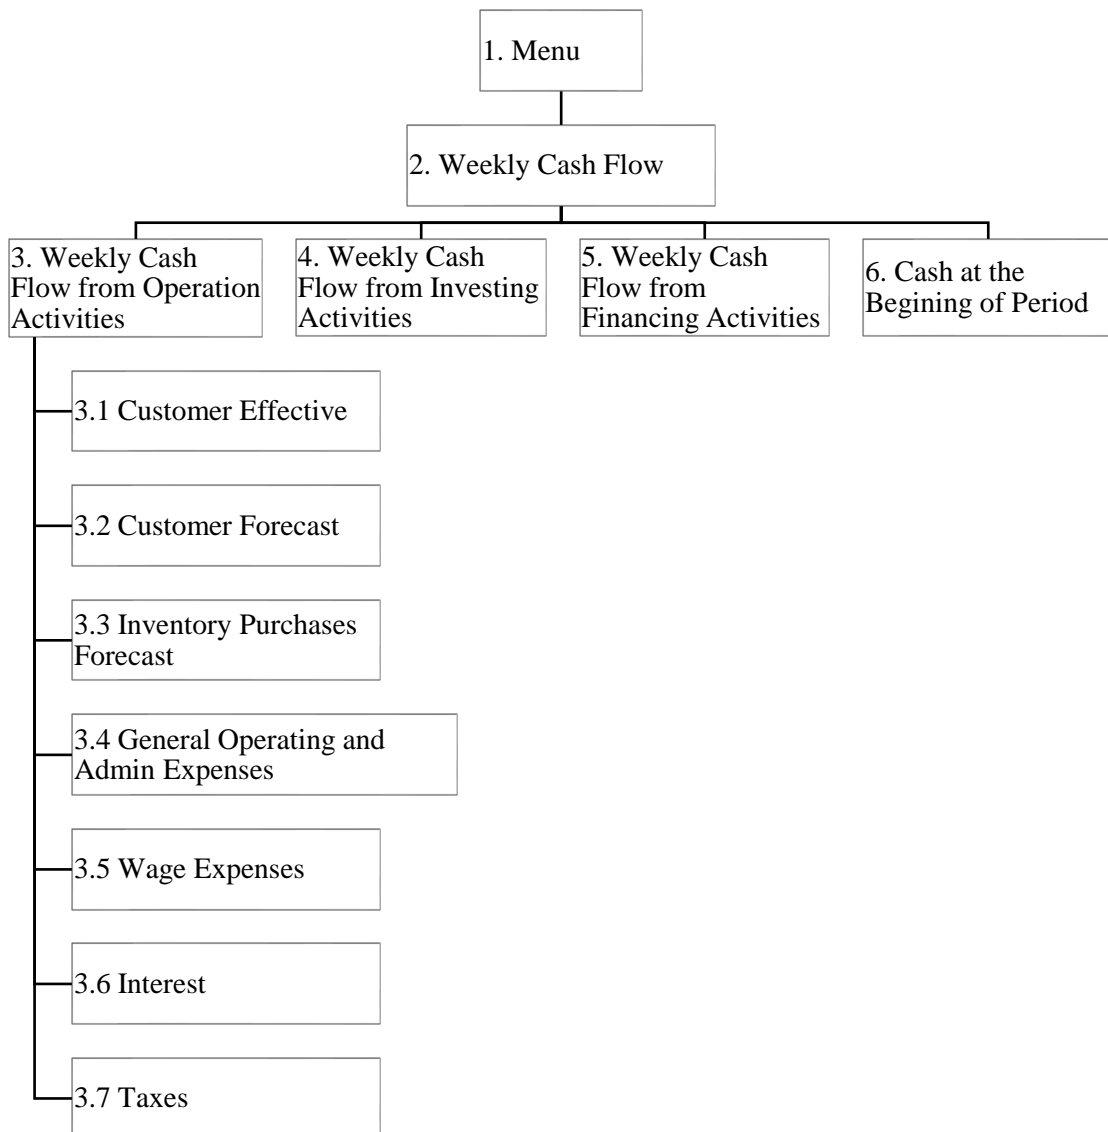 1. Menu
2. Weekly Cash Flow
3. Weekly Cash
Flow from Operation
Activities
4. Weekly Cash
Flow from Investing
Activities
5. Weekly Cash
Flow from
Financing Activities
6. Cash at the
Begining of Period
3.1 Customer Effective
3.2 Customer Forecast
3.3 Inventory Purchases
Forecast
3.4 General Operating and
Admin Expenses
3.5 Wage Expenses
3.6 Interest
3.7 Taxes